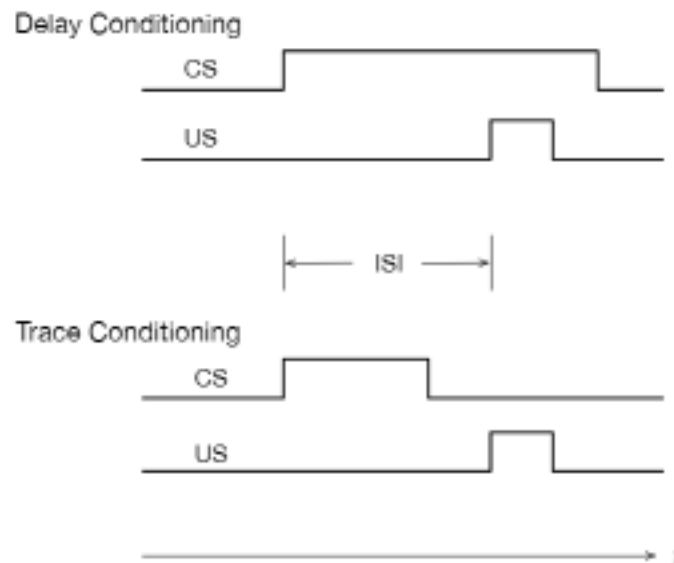 Delay Conditioning
CS
US
ISI
Trace Conditioning
CS
US